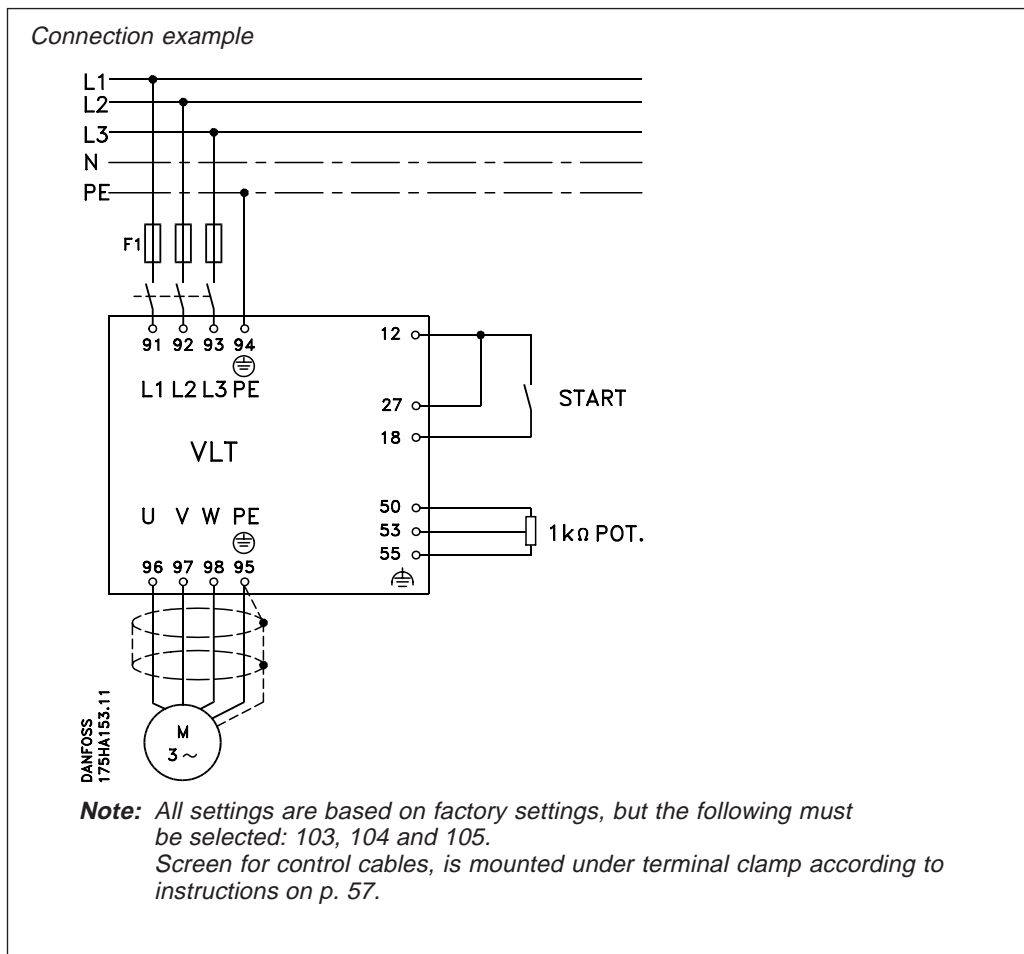 Connection example
L1
L2
L3
N
PE
F1
91 92 93 94
L1 L2 L3 PE
VLT
U V W PE
96 97 98 95
12
27
18
START
50
53
55
1kΩ POT.
M
3 ~
DANFOSS
175HA153.11
Note: All settings are based on factory settings, but the following must
be selected: 103, 104 and 105.
Screen for control cables, is mounted under terminal clamp according to
instructions on p. 57.